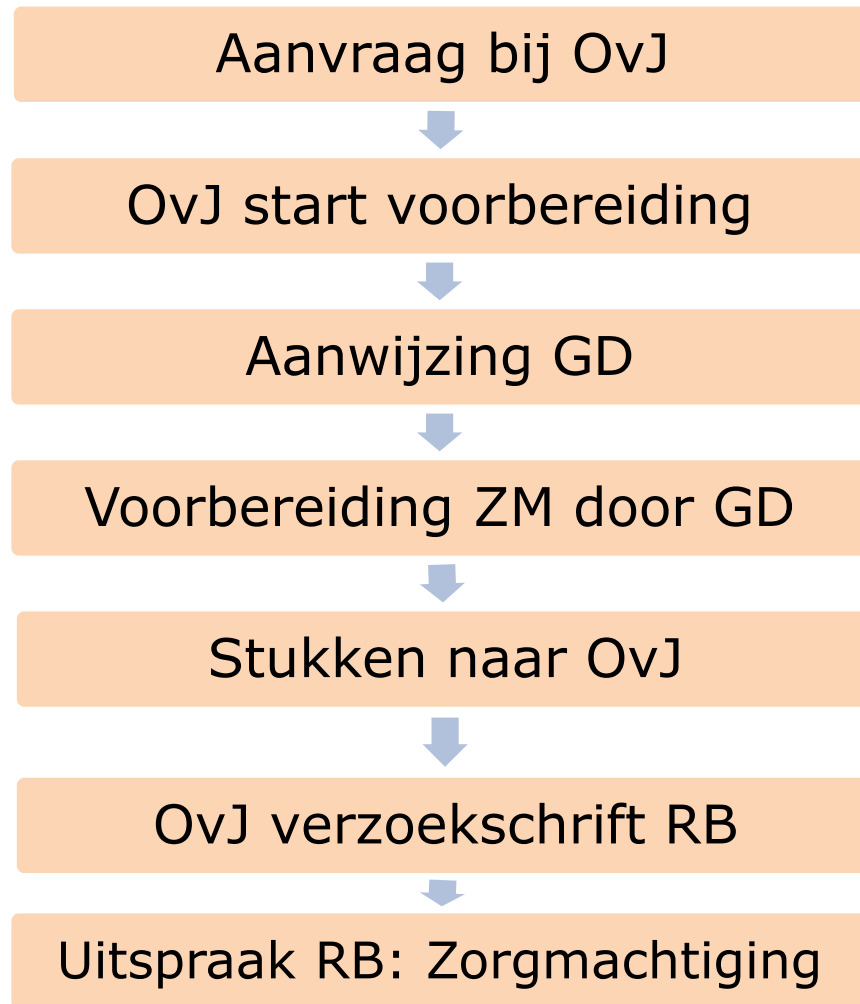 Aanvraag bij OvJ
OvJ start voorbereiding
Aanwijzing GD
Voorbereiding ZM door GD
Stukken naar OvJ
OvJ verzoekschrift RB
Uitspraak RB: Zorgmachtiging